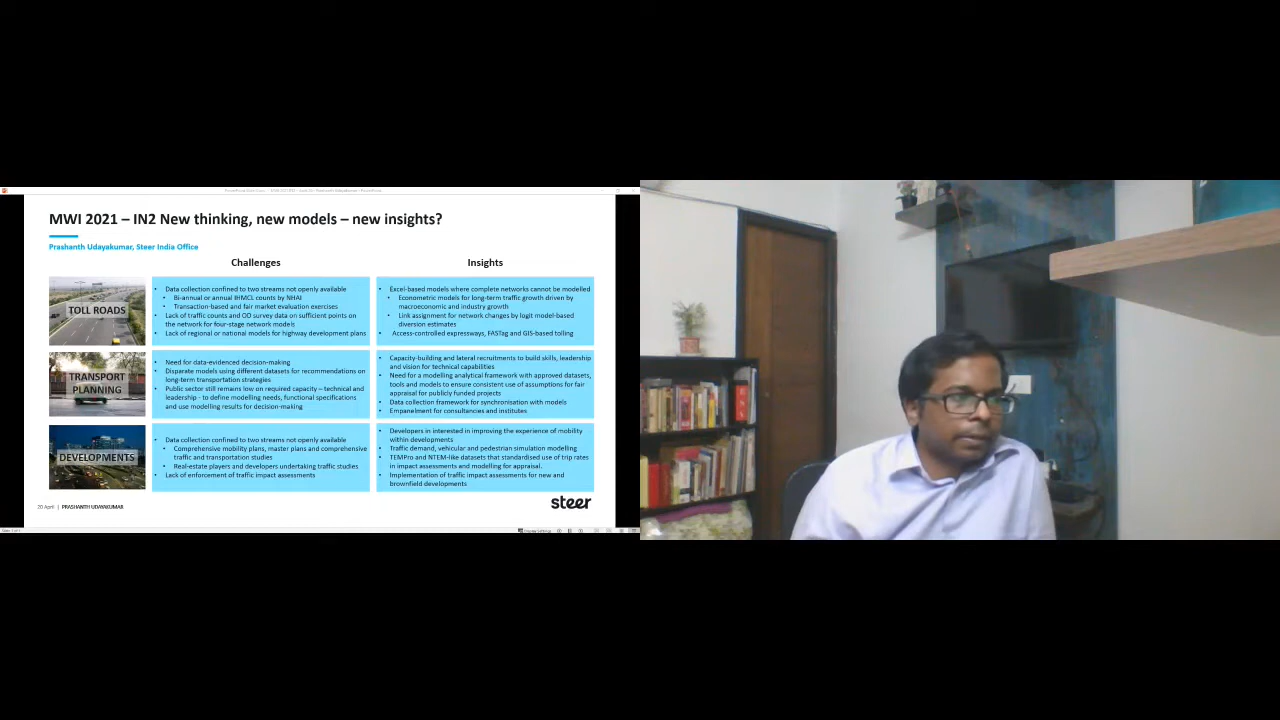 MWI 2021 – IN2 New thinking, new models – new insights?
Prashanth Udayakumar, Steer India Office
Challenges
Insights
TOLL ROADS
• Data collection confined to two streams not openly available
• Bi-annual or annual IHMCL counts by NHAI
• Transaction-based and fair market evaluation exercises
• Lack of traffic counts and OD survey data on sufficient points on
the network for four-stage network models
• Lack of regional or national models for highway development plans
• Excel-based models where complete networks cannot be modelled
• Econometric models for long-term traffic growth driven by
macroeconomic and industry growth
• Link assignment for network changes by logit model-based
diversion estimates
• Access-controlled expressways, FASTag and GIS-based tolling
TRANSPORT
PLANNING
• Need for data-evidenced decision-making
• Disparate models using different datasets for recommendations on
long-term transportation strategies
• Public sector still remains low on required capacity – technical and
leadership - to define modelling needs, functional specifications
and use modelling results for decision-making
• Capacity-building and lateral recruitments to build skills, leadership
and vision for technical capabilities
• Need for a modelling analytical framework with approved datasets,
tools and models to ensure consistent use of assumptions for fair
appraisal for publicly funded projects
• Data collection framework for synchronisation with models
• Empanelment for consultancies and institutes
DEVELOPMENTS
• Data collection confined to two streams not openly available
• Comprehensive mobility plans, master plans and comprehensive
traffic and transportation studies
• Real-estate players and developers undertaking traffic studies
• Lack of enforcement of traffic impact assessments
• Developers in interested in improving the experience of mobility
within developments
• Traffic demand, vehicular and pedestrian simulation modelling
• TEMPro and NTEM-like datasets that standardised use of trip rates
in impact assessments and modelling for appraisal.
• Implementation of traffic impact assessments for new and
brownfield developments
20 April | PRASHANTH UDAYAKUMAR
steer